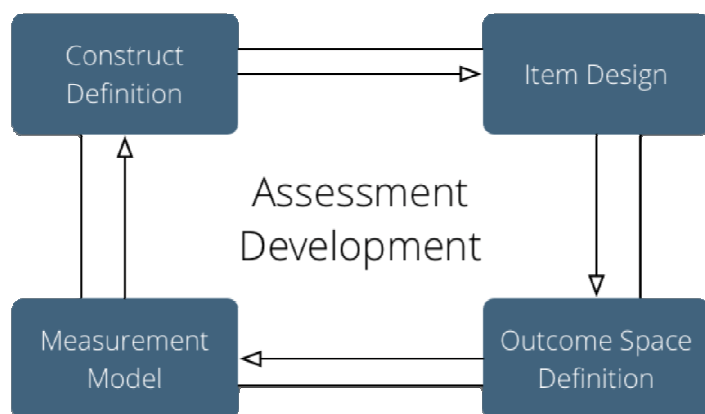 Construct
Definition
Item Design
Assessment
Development
Measurement
Model
Outcome Space
Definition